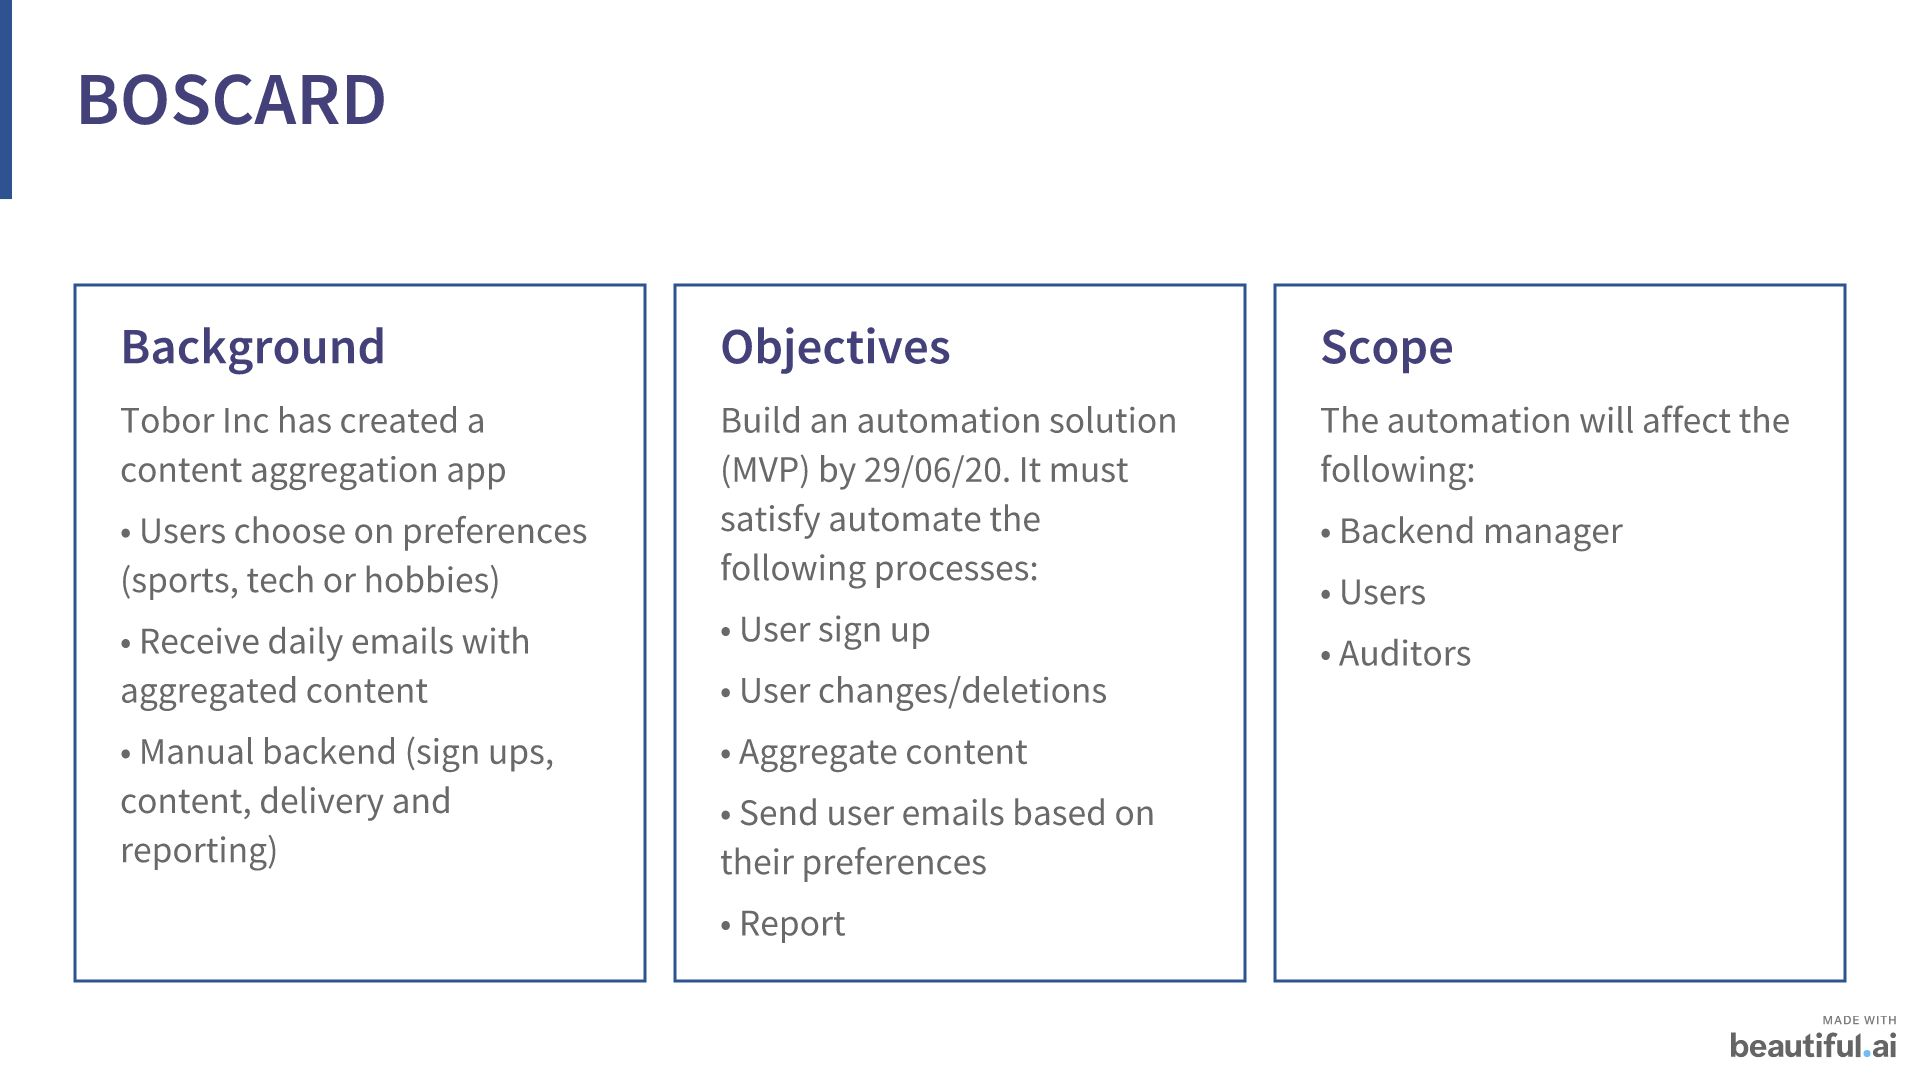 BOSCARD
Background
Tobor Inc has created a
content aggregation app
• Users choose on preferences
(sports, tech or hobbies)
• Receive daily emails with
aggregated content
• Manual backend (sign ups,
content, delivery and
reporting)
Objectives
Build an automation solution
(MVP) by 29/06/20. It must
satisfy automate the
following processes:
• User sign up
• User changes/deletions
• Aggregate content
• Send user emails based on
their preferences
• Report
Scope
The automation will affect the
following:
• Backend manager
• Users
• Auditors
MADE WITH
beautiful.ai